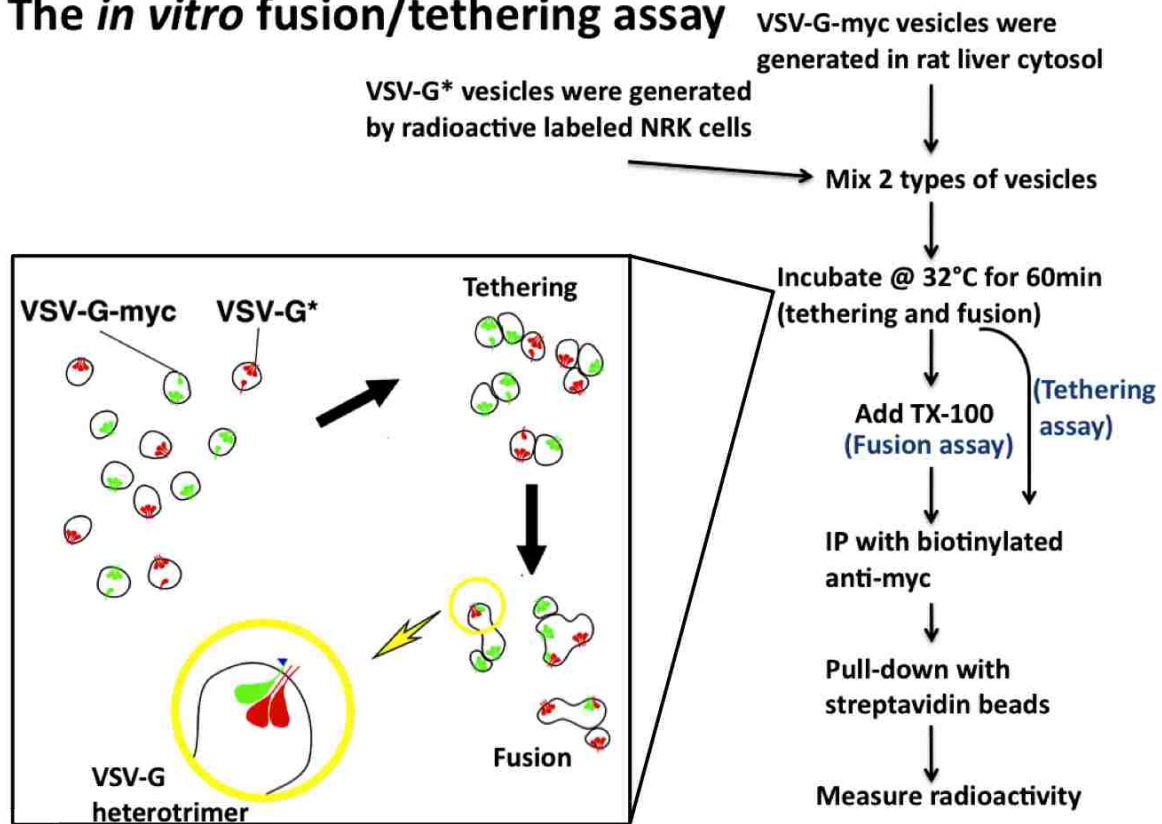 The in vitro fusion/tethering assay
VSV-G-myc vesicles were
generated in rat liver cytosol
VSV-G* vesicles were generated
by radioactive labeled NRK cells
Mix 2 types of vesicles
Incubate @ 32°C for 60min
(tethering and fusion)
Add TX-100
(Fusion assay)
(Tethering
assay)
IP with biotinylated
anti-myc
Pull-down with
streptavidin beads
Measure radioactivity
VSV-G-myc
VSV-G*
Tethering
Fusion
VSV-G
heterotrimer